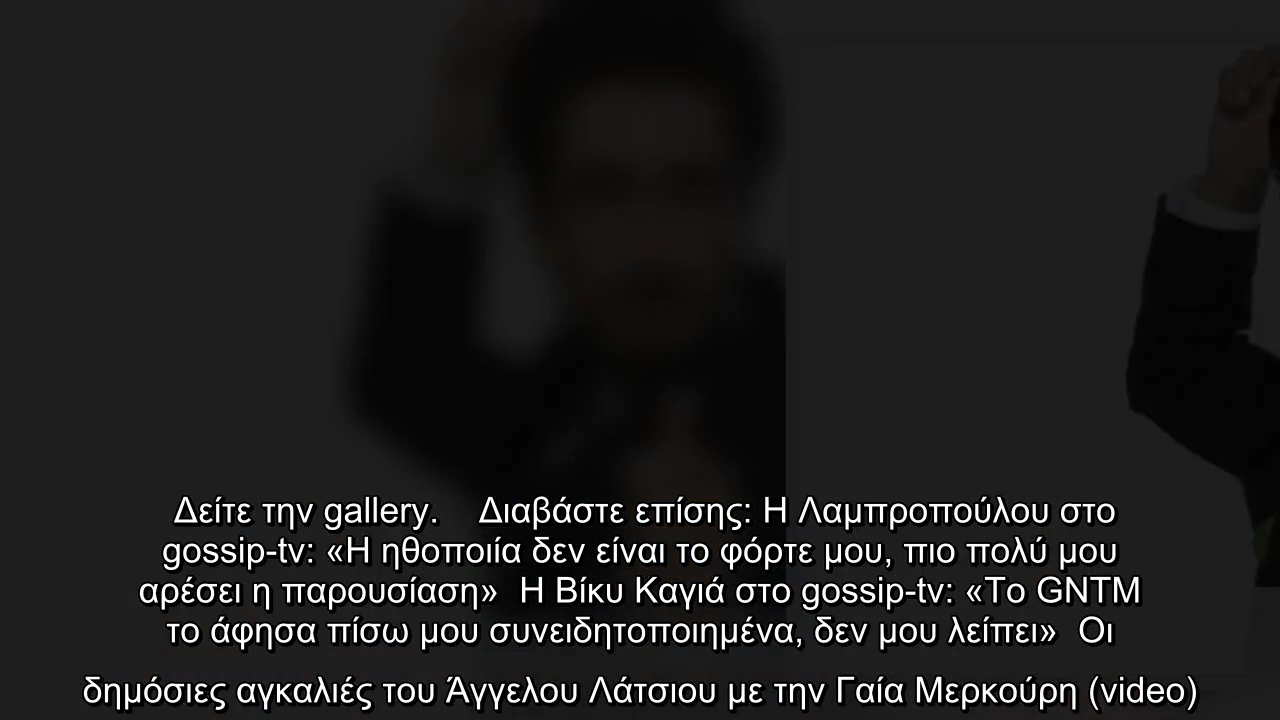 Δείτε την gallery.    Διαβάστε επίσης: Η Λαμπροπούλου στο
gossip-tv: «Η ηθοποιία δεν είναι το φόρτε μου, πιο πολύ μου
αρέσει η παρουσίαση»  Η Βίκυ Καγιά στο gossip-tv: «Το GNTM
το άφησα πίσω μου συνειδητοποιημένα, δεν μου λείπει»  Οι
δημόσιες αγκαλιές του Άγγελου Λάτσιου με την Γαία Μερκούρη (video)